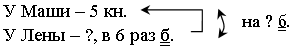 У Маши – 5 кн.
У Лены – ?, в 6 раз б.
на ? б.